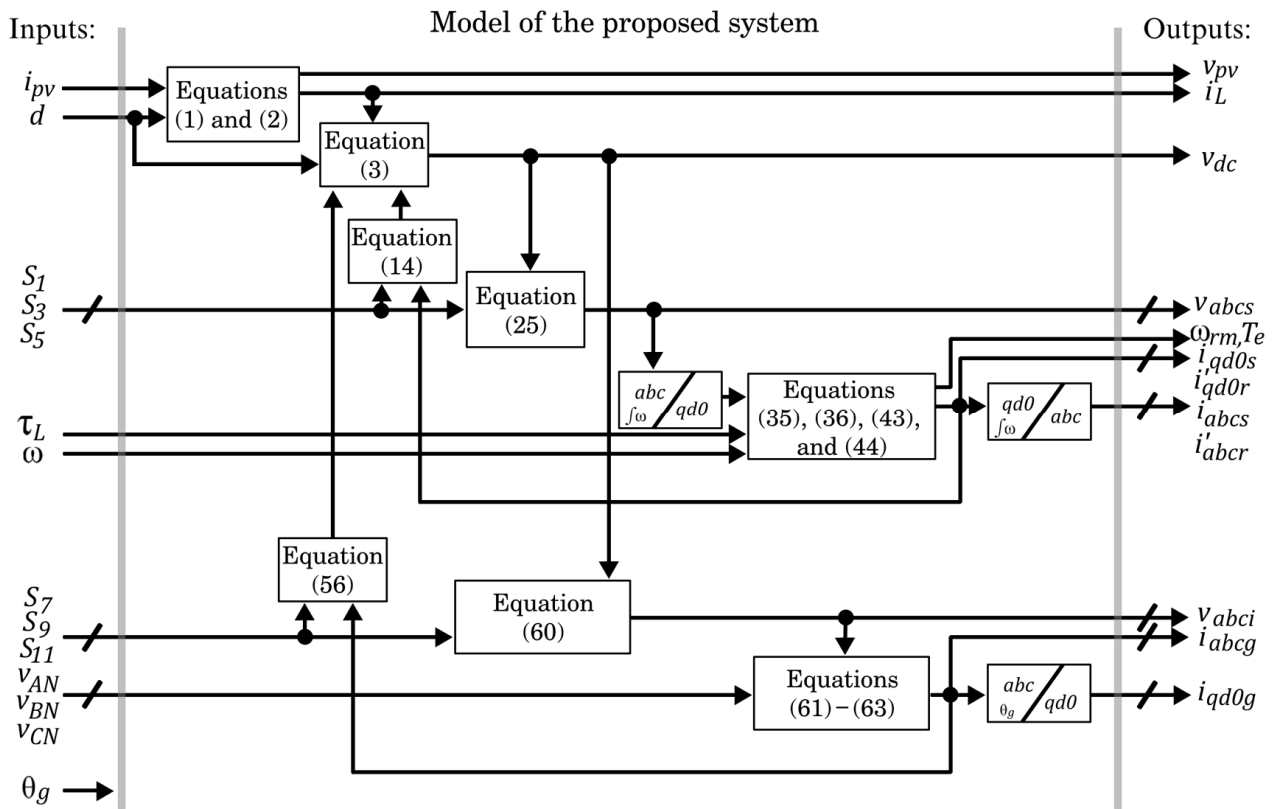 Model of the proposed system
Inputs:
Outputs:
i_pv
d
Equations
(1) and (2)
v_pv
i_L
Equation
(3)
v_dc
Equation
(14)
S_1
S_3
S_5
Equation
(25)
v_abcs
ω_rm, T_e
i_qd0s
i'_qd0r
abc
∫ω
qd0
Equations
(35), (36), (43),
and (44)
qd0
∫ω
abc
i_abcs
i'_abcr
τ_L
ω
Equation
(56)
S_7
S_9
S_11
Equation
(60)
v_abci
i_abcg
v_AN
v_BN
v_CN
Equations
(61)–(63)
abc
θ_g
qd0
i_qd0g
θ_g